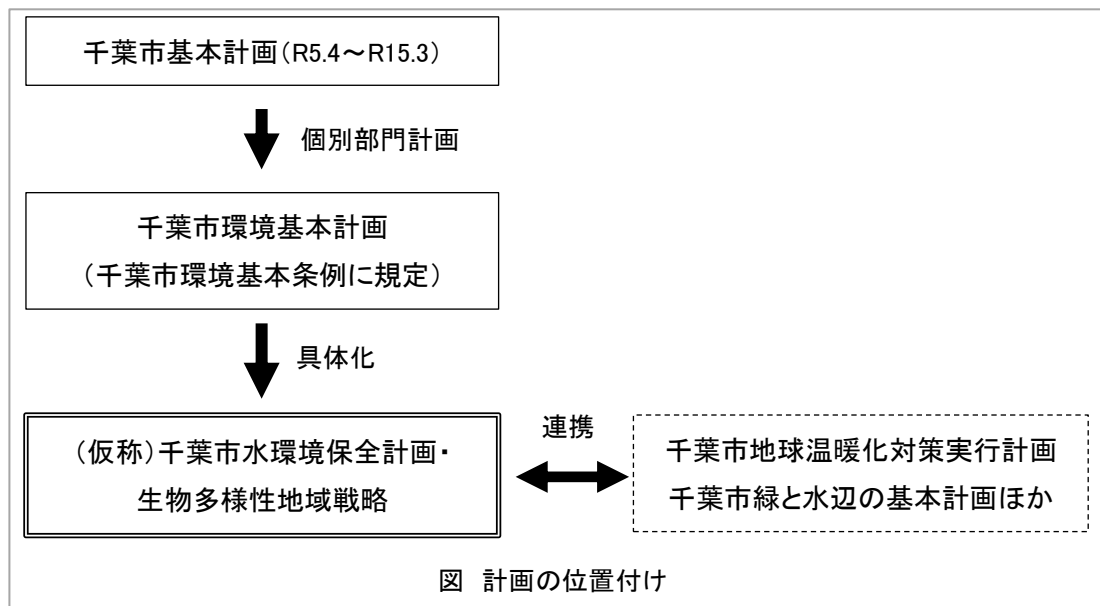 千葉市基本計画(R5.4～R15.3)
個別部門計画
千葉市環境基本計画
(千葉市環境基本条例に規定)
具体化
(仮称)千葉市水環境保全計画・
生物多様性地域戦略
連携
千葉市地球温暖化対策実行計画
千葉市緑と水辺の基本計画ほか
図 計画の位置付け